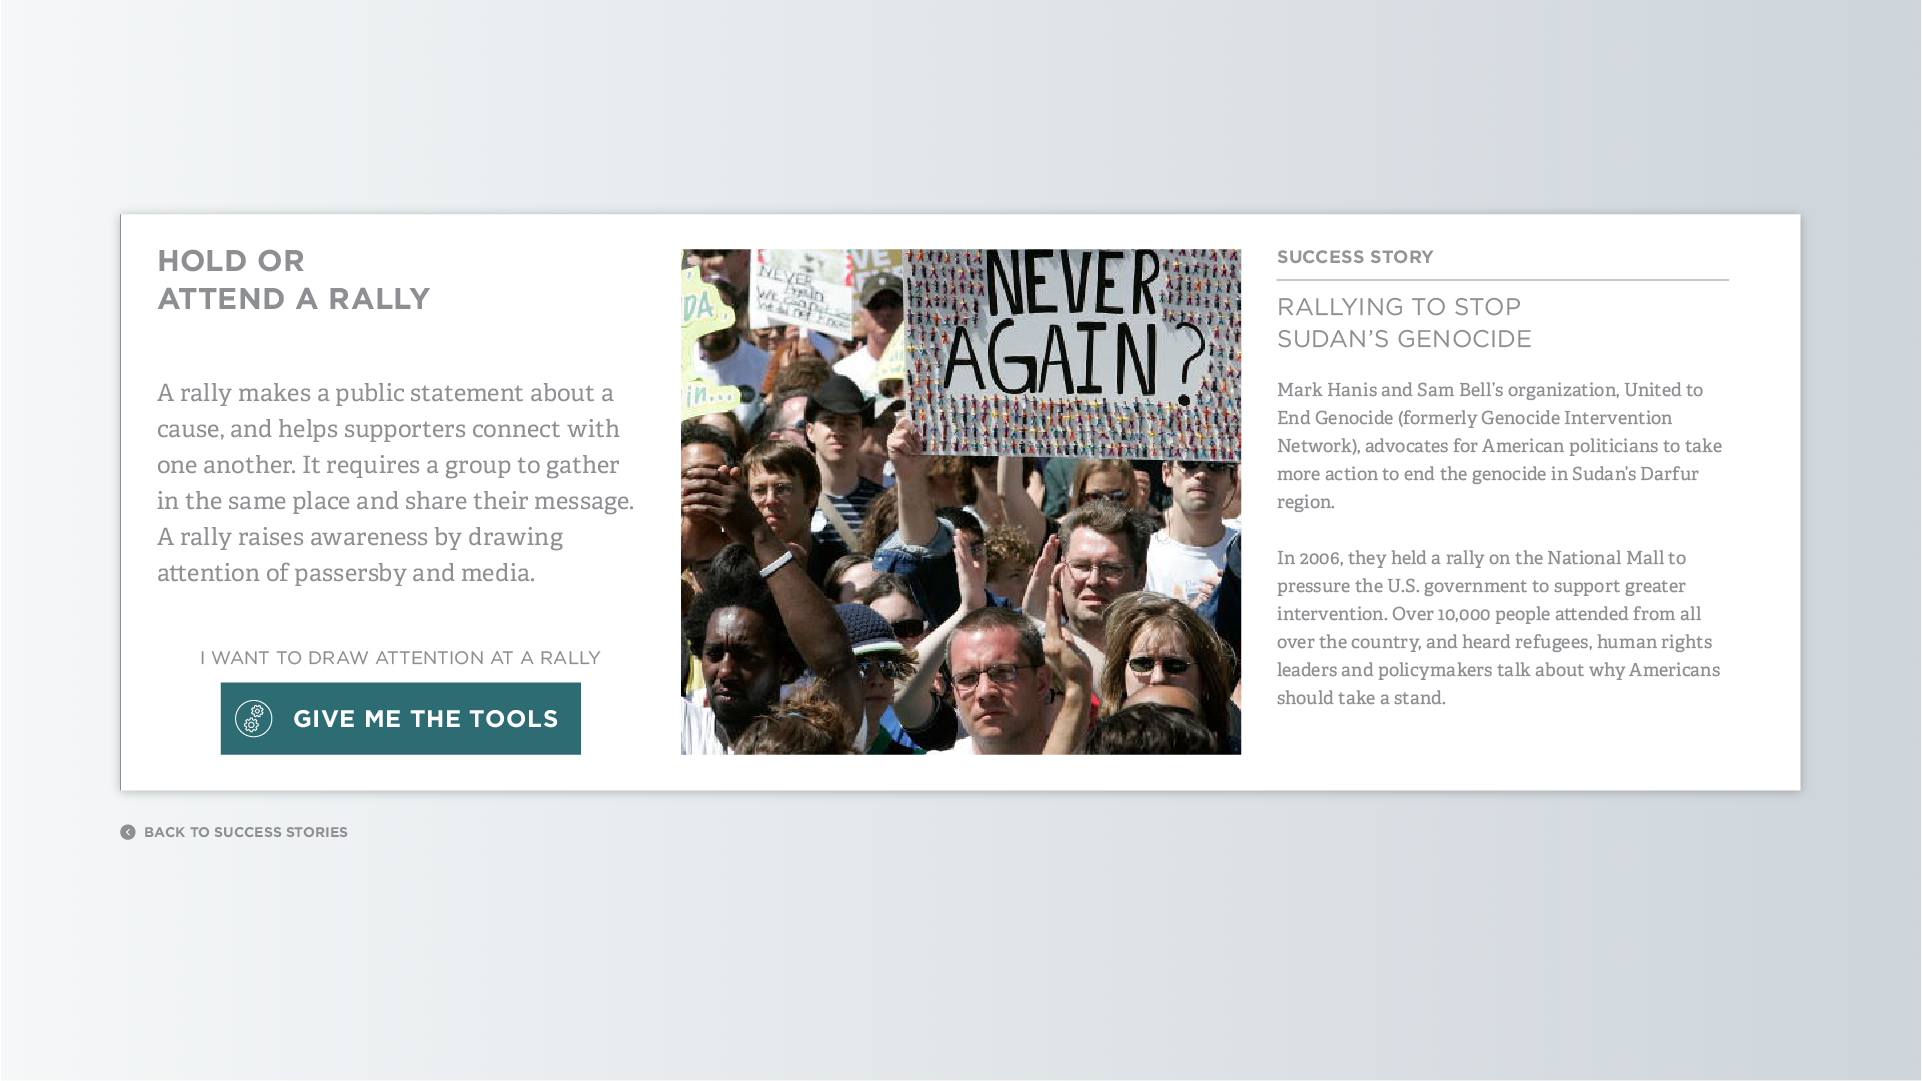 HOLD OR
ATTEND A RALLY
A rally makes a public statement about a
cause, and helps supporters connect with
one another. It requires a group to gather
in the same place and share their message.
A rally raises awareness by drawing
attention of passersby and media.
I WANT TO DRAW ATTENTION AT A RALLY
GIVE ME THE TOOLS
NEVER
AGAIN?
NEVER
Again
SUCCESS STORY
RALLYING TO STOP
SUDAN'S GENOCIDE
Mark Hanis and Sam Bell's organization, United to
End Genocide (formerly Genocide Intervention
Network), advocates for American politicians to take
more action to end the genocide in Sudan's Darfur
region.
In 2006, they held a rally on the National Mall to
pressure the U.S. government to support greater
intervention. Over 10,000 people attended from all
over the country, and heard refugees, human rights
leaders and policymakers talk about why Americans
should take a stand.
BACK TO SUCCESS STORIES